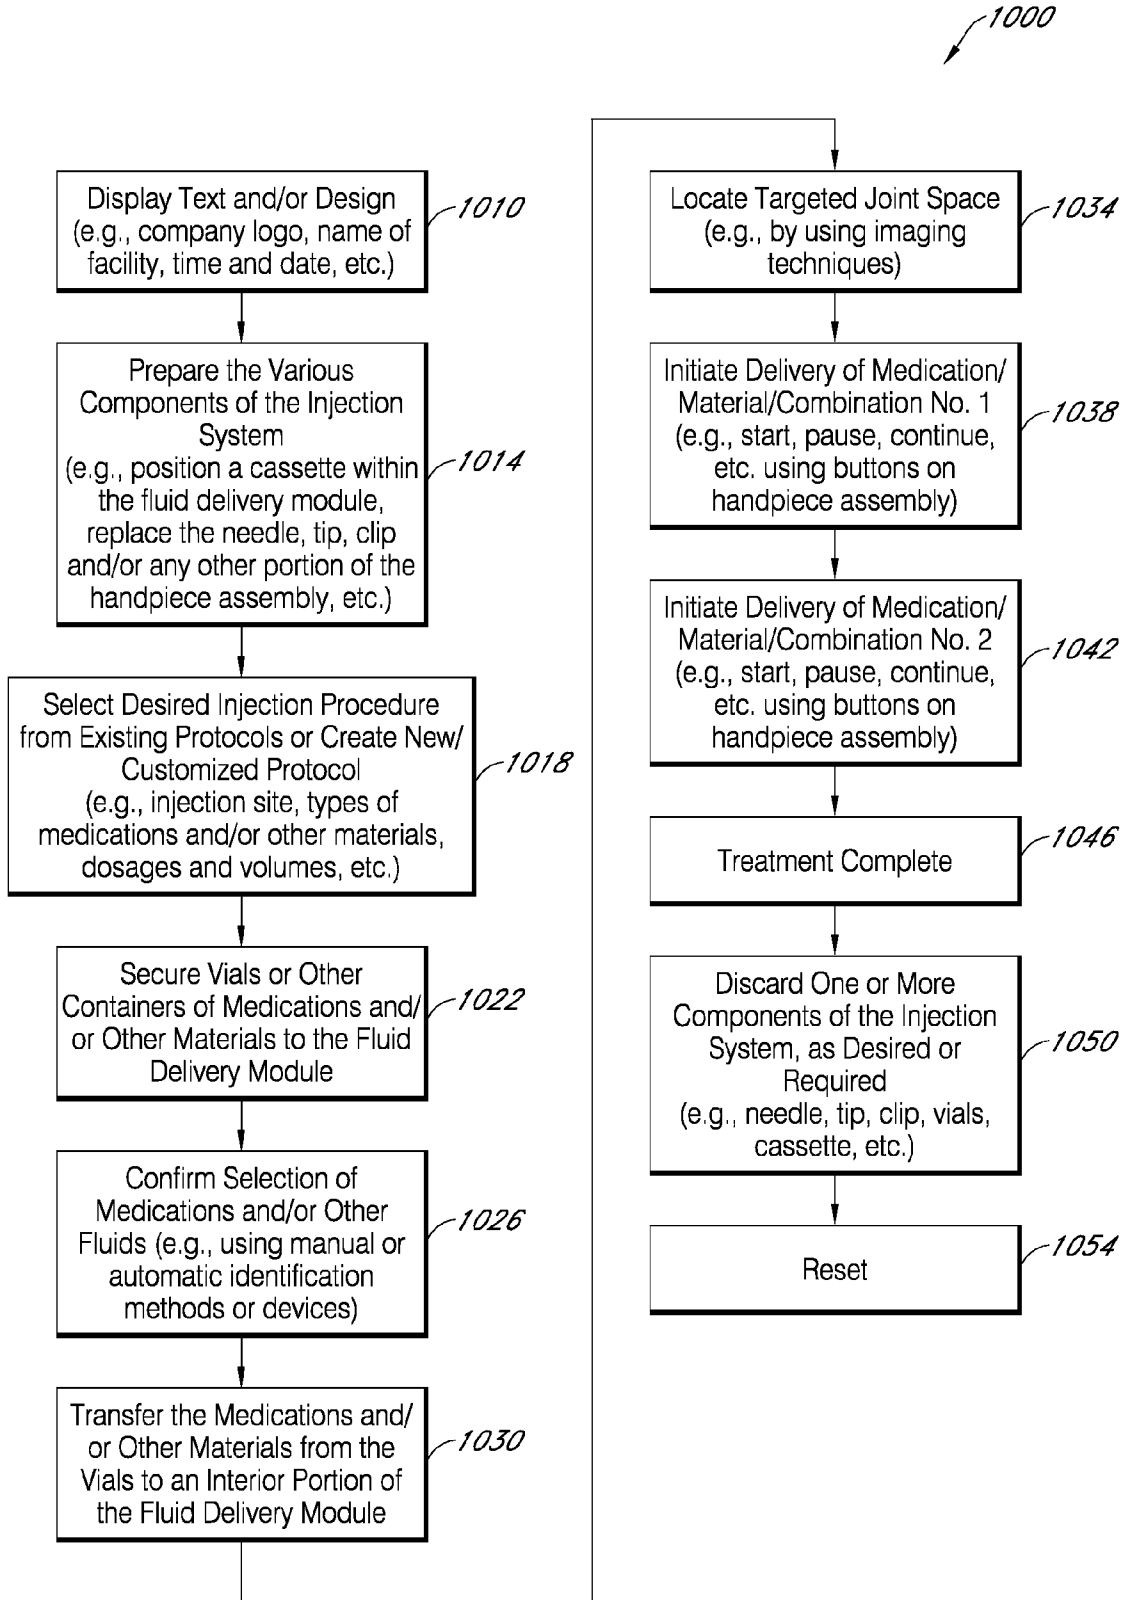 1000
Display Text and/or Design
(e.g., company logo, name of
facility, time and date, etc.)
1010
Prepare the Various
Components of the Injection
System
(e.g., position a cassette within
the fluid delivery module,
replace the needle, tip, clip
and/or any other portion of the
handpiece assembly, etc.)
1014
Select Desired Injection Procedure
from Existing Protocols or Create New/
Customized Protocol
(e.g., injection site, types of
medications and/or other materials,
dosages and volumes, etc.)
1018
Secure Vials or Other
Containers of Medications and/
or Other Materials to the Fluid
Delivery Module
1022
Confirm Selection of
Medications and/or Other
Fluids (e.g., using manual or
automatic identification
methods or devices)
1026
Transfer the Medications and/
or Other Materials from the
Vials to an Interior Portion of
the Fluid Delivery Module
1030
Locate Targeted Joint Space
(e.g., by using imaging
techniques)
1034
Initiate Delivery of Medication/
Material/Combination No. 1
(e.g., start, pause, continue,
etc. using buttons on
handpiece assembly)
1038
Initiate Delivery of Medication/
Material/Combination No. 2
(e.g., start, pause, continue,
etc. using buttons on
handpiece assembly)
1042
Treatment Complete
1046
Discard One or More
Components of the Injection
System, as Desired or
Required
(e.g., needle, tip, clip, vials,
cassette, etc.)
1050
Reset
1054